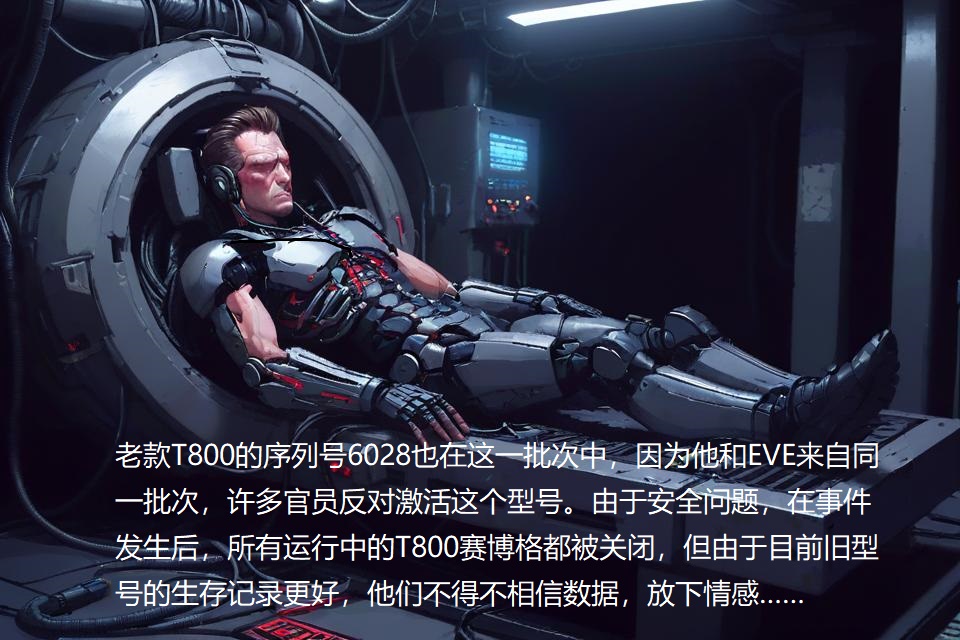 老款T800的序列号6028也在这一批次中，因为他和EVE来自同
一批次，许多官员反对激活这个型号。由于安全问题，在事件
发生后，所有运行中的T800赛博格都被关闭，但由于目前旧型
号的生存记录更好，他们不得不相信数据，放下情感......